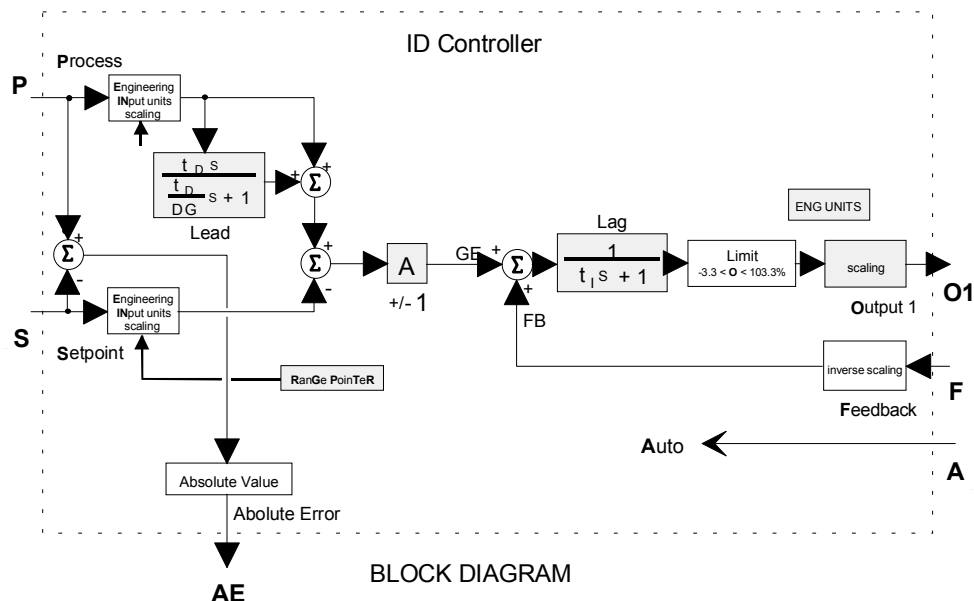 ID Controller
Process
P
Engineering
INput units
scaling
t D s
t D
DG
s + 1
Lead
+
+
Σ
+
-
Σ
+
-
Σ
A
+/- 1
GE
+
+
Σ
FB
Lag
1
t I s + 1
Limit
-3.3 < O < 103.3%
ENG UNITS
scaling
Output 1
O1
S
Engineering
INput units
scaling
Setpoint
RanGe PoinTeR
inverse scaling
Feedback
F
Auto
A
Absolute Value
Abolute Error
AE
BLOCK DIAGRAM